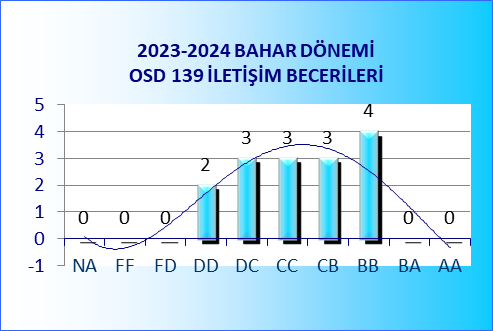 2023-2024 BAHAR DÖNEMİ
OSD 139 İLETİŞİM BECERİLERİ
5
4
3
2
1
0
-1
0 0 0 2 3 3 3 4 0 0
NA FF FD DD DC CC CB BB BA AA